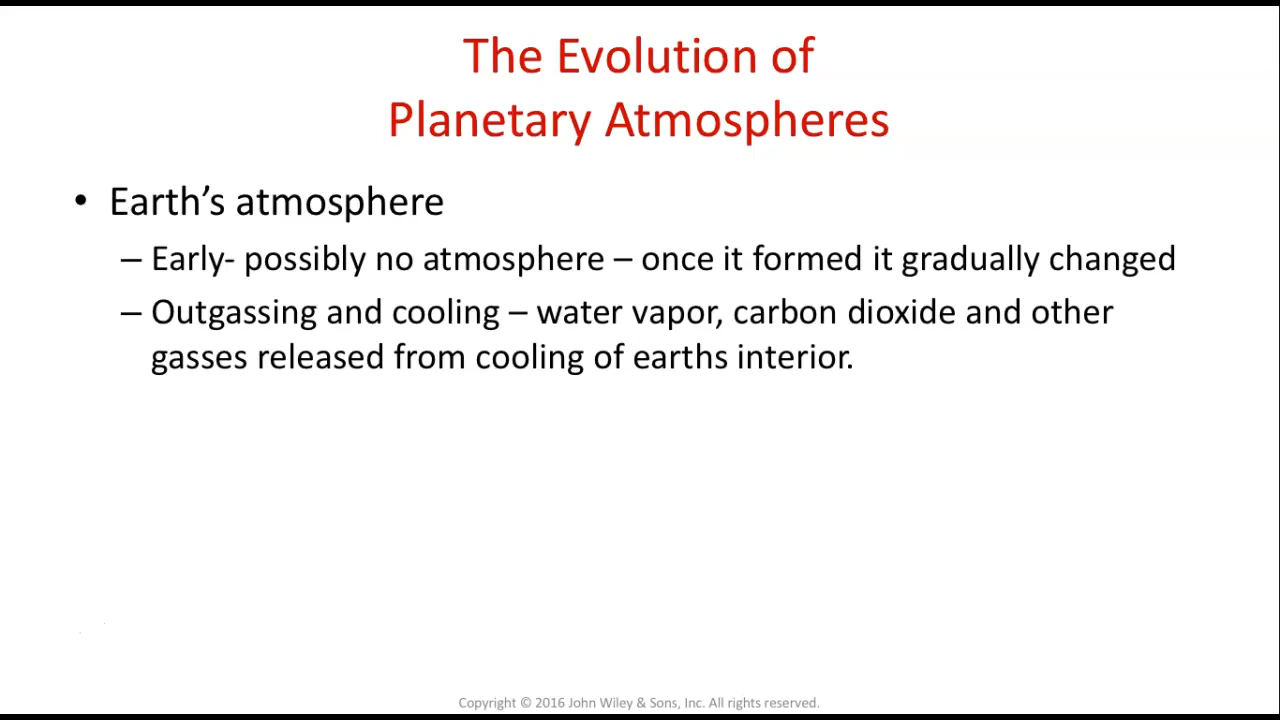 The Evolution of
Planetary Atmospheres
• Earth’s atmosphere
– Early- possibly no atmosphere – once it formed it gradually changed
– Outgassing and cooling – water vapor, carbon dioxide and other
gasses released from cooling of earths interior.
Copyright © 2016 John Wiley & Sons, Inc. All rights reserved.